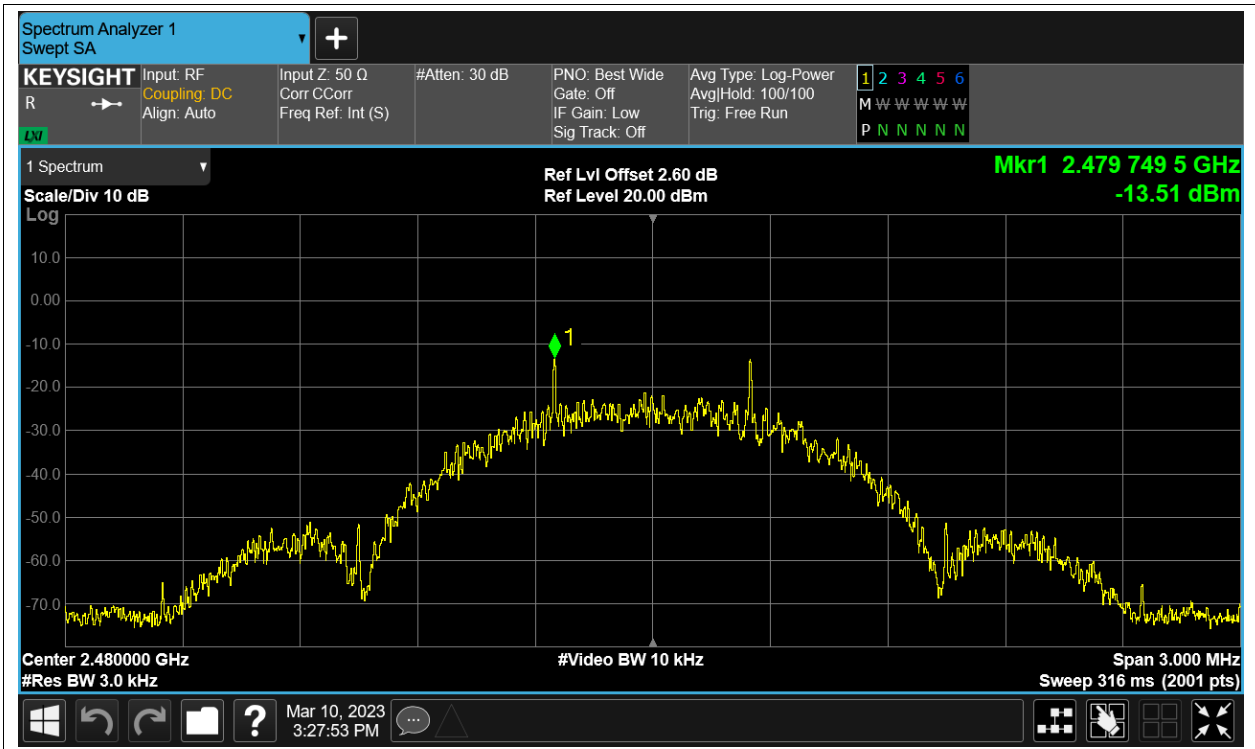 Spectrum Analyzer 1
Swept SA
+
KEYSIGHT
R
LXI
Input: RF
Coupling: DC
Align: Auto
Input Z: 50 Ω
Corr CCorr
Freq Ref: Int (S)
#Atten: 30 dB
PNO: Best Wide
Gate: Off
IF Gain: Low
Sig Track: Off
Avg Type: Log-Power
Avg|Hold: 100/100
Trig: Free Run
1 2 3 4 5 6
M W W W W W
P N N N N N
1 Spectrum
Scale/Div 10 dB
Ref Lvl Offset 2.60 dB
Ref Level 20.00 dBm
Mkr1 2.479 749 5 GHz
-13.51 dBm
Log
10.0
0.00
-10.0
-20.0
-30.0
-40.0
-50.0
-60.0
-70.0
1
Center 2.480000 GHz
#Res BW 3.0 kHz
#Video BW 10 kHz
Span 3.000 MHz
Sweep 316 ms (2001 pts)
?
Mar 10, 2023
3:27:53 PM